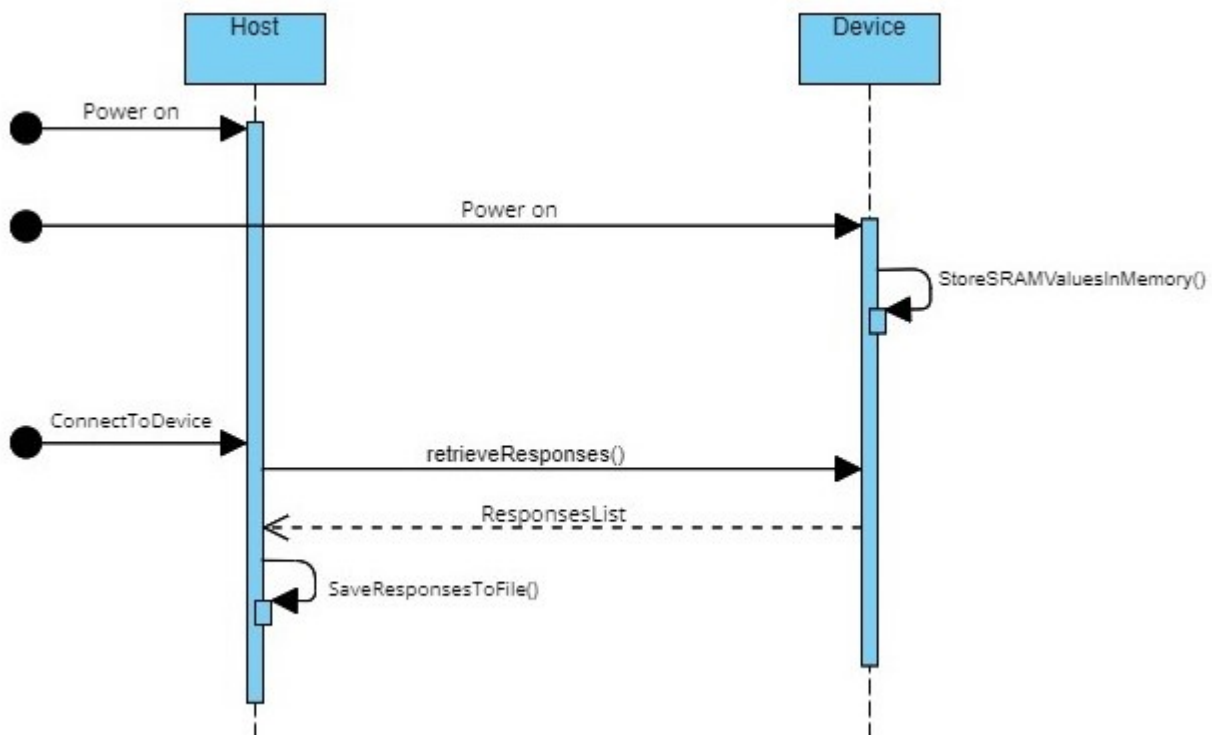 Host
Device
Power on
Power on
StoreSRAMValuesInMemory()
ConnectToDevice
retrieveResponses()
ResponsesList
SaveResponsesToFile()